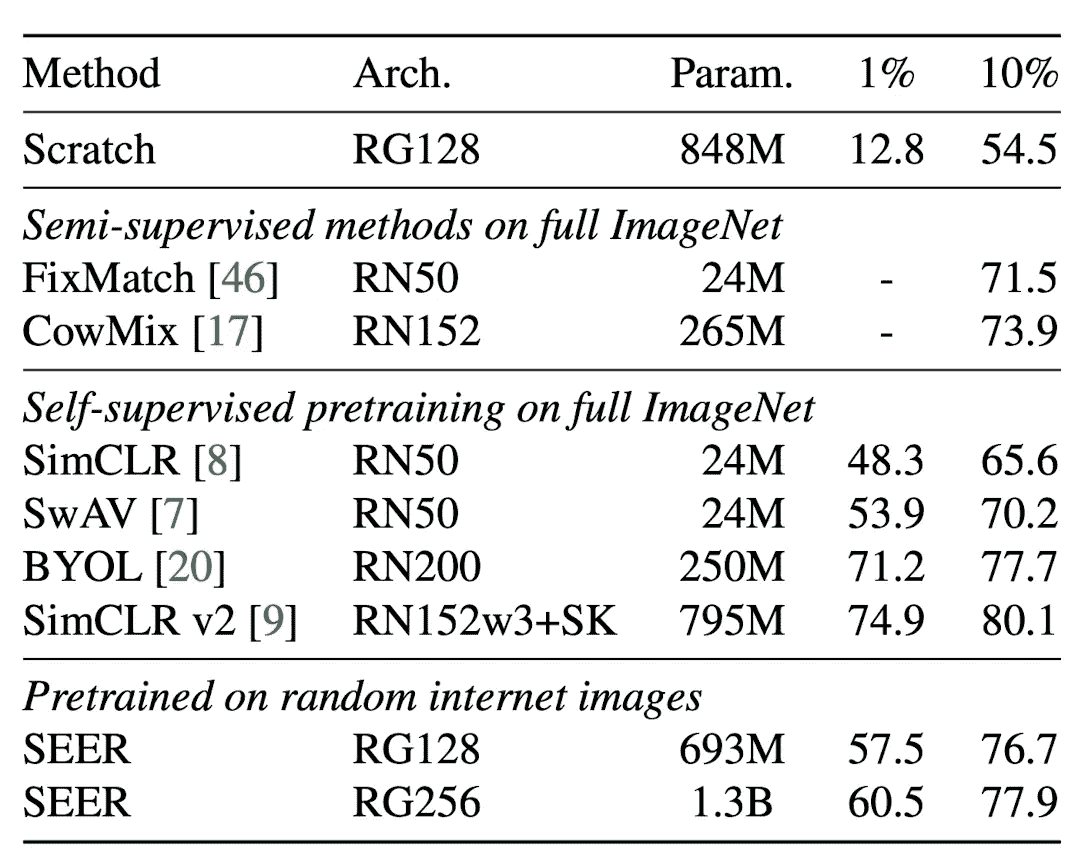 Method Arch. Param. 1% 10%
Scratch RG128 848M 12.8 54.5
Semi-supervised methods on full ImageNet
FixMatch [46] RN50 24M - 71.5
CowMix [17] RN152 265M - 73.9
Self-supervised pretraining on full ImageNet
SimCLR [8] RN50 24M 48.3 65.6
SwAV [7] RN50 24M 53.9 70.2
BYOL [20] RN200 250M 71.2 77.7
SimCLR v2 [9] RN152w3+SK 795M 74.9 80.1
Pretrained on random internet images
SEER RG128 693M 57.5 76.7
SEER RG256 1.3B 60.5 77.9